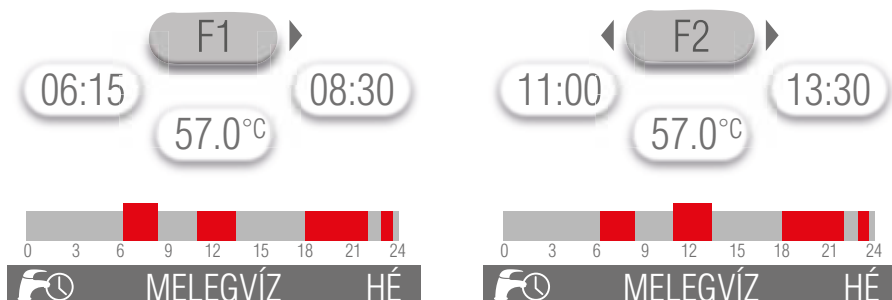 F1
06:15 08:30
57.0°C
0 3 6 9 12 15 18 21 24
MELEGVÍZ HÉ
F2
11:00 13:30
57.0°C
0 3 6 9 12 15 18 21 24
MELEGVÍZ HÉ